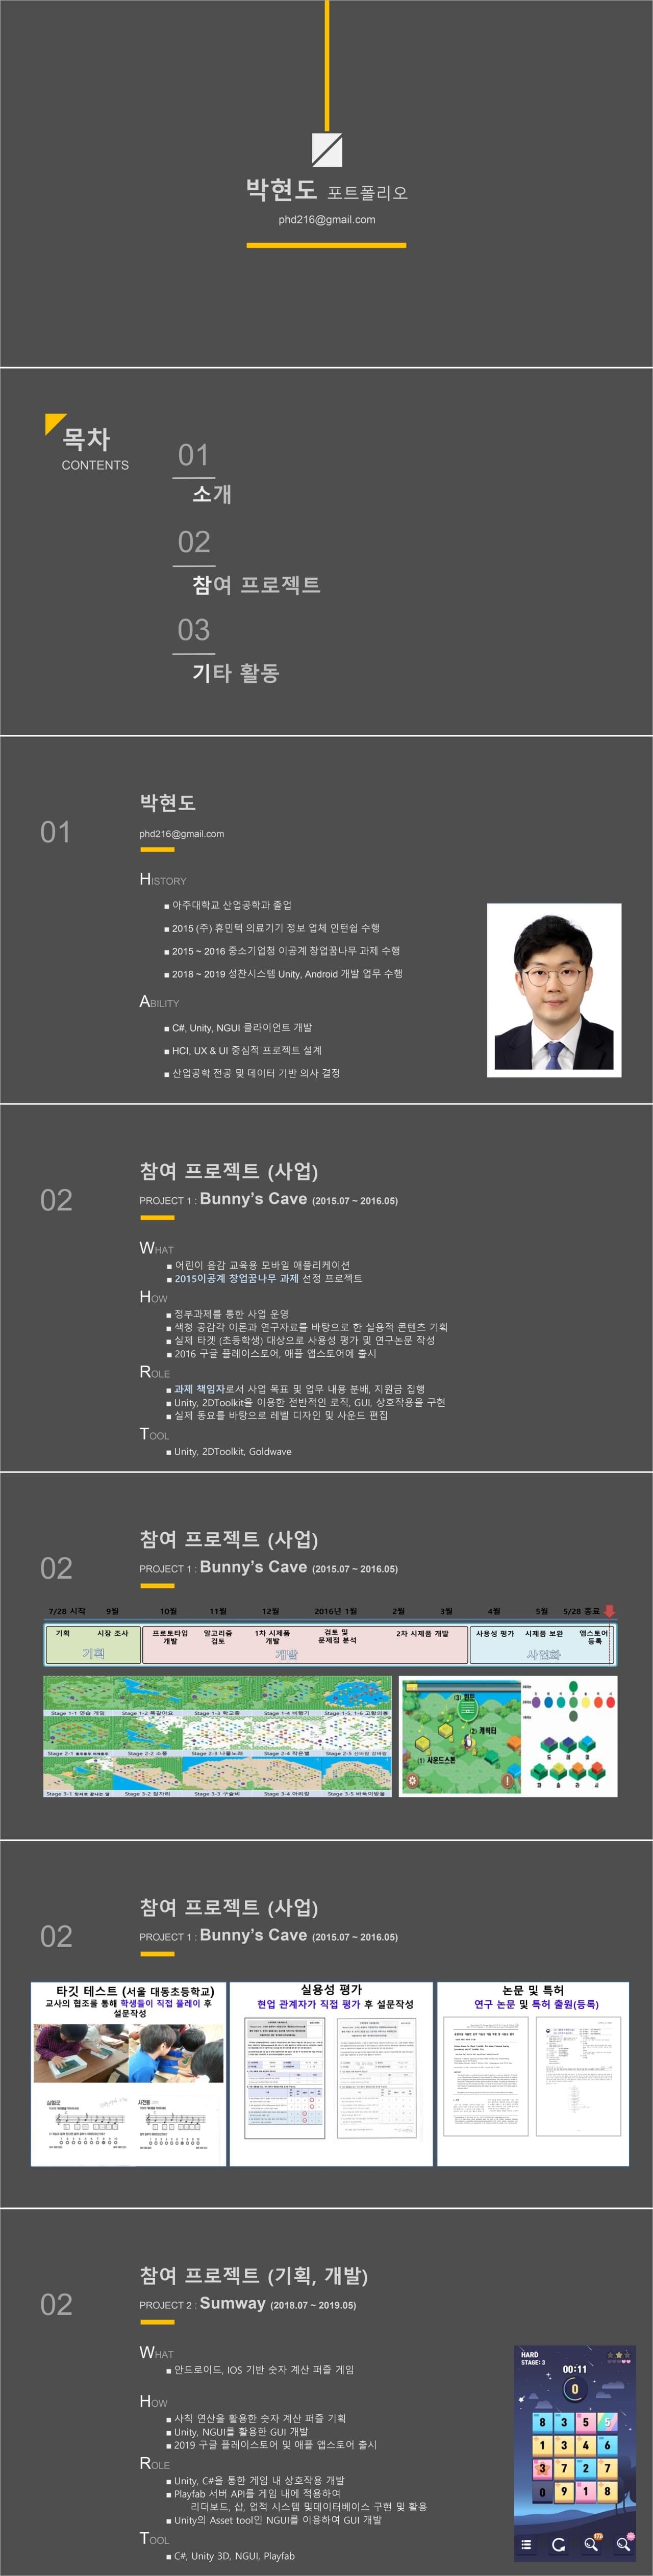 박현도 포트폴리오
phd216@gmail.com
목차
CONTENTS
01
소개
02
참여 프로젝트
03
기타 활동
01
박현도
phd216@gmail.com
HISTORY
■ 아주대학교 산업공학과 졸업
■ 2015 (주) 휴민텍 의료기기 정보 업체 인턴쉽 수행
■ 2015 ~ 2016 중소기업청 이공계 창업꿈나무 과제 수행
■ 2018 ~ 2019 성찬시스템 Unity, Android 개발 업무 수행
ABILITY
■ C#, Unity, NGUI 클라이언트 개발
■ HCI, UX & UI 중심적 프로젝트 설계
■ 산업공학 전공 및 데이터 기반 의사 결정
02
참여 프로젝트 (사업)
PROJECT 1 : Bunny's Cave (2015.07 ~ 2016.05)
WHAT
■ 어린이 음감 교육용 모바일 애플리케이션
■ 2015이공계 창업꿈나무 과제 선정 프로젝트
HOW
■ 정부과제를 통한 사업 운영
■ 색청 공감각 이론과 연구자료를 바탕으로 한 실용적 콘텐츠 기획
■ 실제 타겟 (초등학생) 대상으로 사용성 평가 및 연구논문 작성
■ 2016 구글 플레이스토어, 애플 앱스토어에 출시
ROLE
■ 과제 책임자로서 사업 목표 및 업무 내용 분배, 지원금 집행
■ Unity, 2DToolkit을 이용한 전반적인 로직, GUI, 상호작용을 구현
■ 실제 동요를 바탕으로 레벨 디자인 및 사운드 편집
TOOL
■ Unity, 2DToolkit, Goldwave
02
참여 프로젝트 (사업)
PROJECT 1 : Bunny's Cave (2015.07 ~ 2016.05)
7/28 시작 9월 10월 11월 12월 2016년 1월 2월 3월 4월 5월 5/28 종료
기획 시장 조사 프로토타입 개발 알고리즘 검토 1차 시제품 개발 검토 및 문제점 분석 2차 시제품 개발 사용성 평가 시제품 보완 앱스토어 등록
기획 개발 사업화
Stage 1-1 연습 게임 Stage 1-2 똑같아요 Stage 1-3 학교종 Stage 1-4 비행기 Stage 1-5, 1-6 고향의봄
Stage 2-1 Stage 2-2 소풍 Stage 2-3 나물노래 Stage 2-4 작은별 Stage 2-5
Stage 3-1 Stage 3-2 잠자리 Stage 3-3 구슬비 Stage 3-4 아리랑 Stage 3-5 바둑이방울
(1) 사운드스톤
(2) 캐릭터
(3) 힌트
도 레 미
파 솔 라 시
02
참여 프로젝트 (사업)
PROJECT 1 : Bunny's Cave (2015.07 ~ 2016.05)
타깃 테스트 (서울 대동초등학교)
교사의 협조를 통해 학생들이 직접 플레이 후
설문작성
실용성 평가
현업 관계자가 직접 평가 후 설문작성
논문 및 특허
연구 논문 및 특허 출원(등록)
02
참여 프로젝트 (기획, 개발)
PROJECT 2 : Sumway (2018.07 ~ 2019.05)
WHAT
■ 안드로이드, IOS 기반 숫자 계산 퍼즐 게임
HOW
■ 사칙 연산을 활용한 숫자 계산 퍼즐 기획
■ Unity, NGUI를 활용한 GUI 개발
■ 2019 구글 플레이스토어 및 애플 앱스토어 출시
ROLE
■ Unity, C#을 통한 게임 내 상호작용 개발
■ Playfab 서버 API를 게임 내에 적용하여
리더보드, 샵, 업적 시스템 및데이터베이스 구현 및 활용
■ Unity의 Asset tool인 NGUI를 이용하여 GUI 개발
TOOL
■ C#, Unity 3D, NGUI, Playfab
HARD
STAGE: 3
00:11
0
8 3 5 5
1 3 4 6
3 7 2 7
0 9 1 8